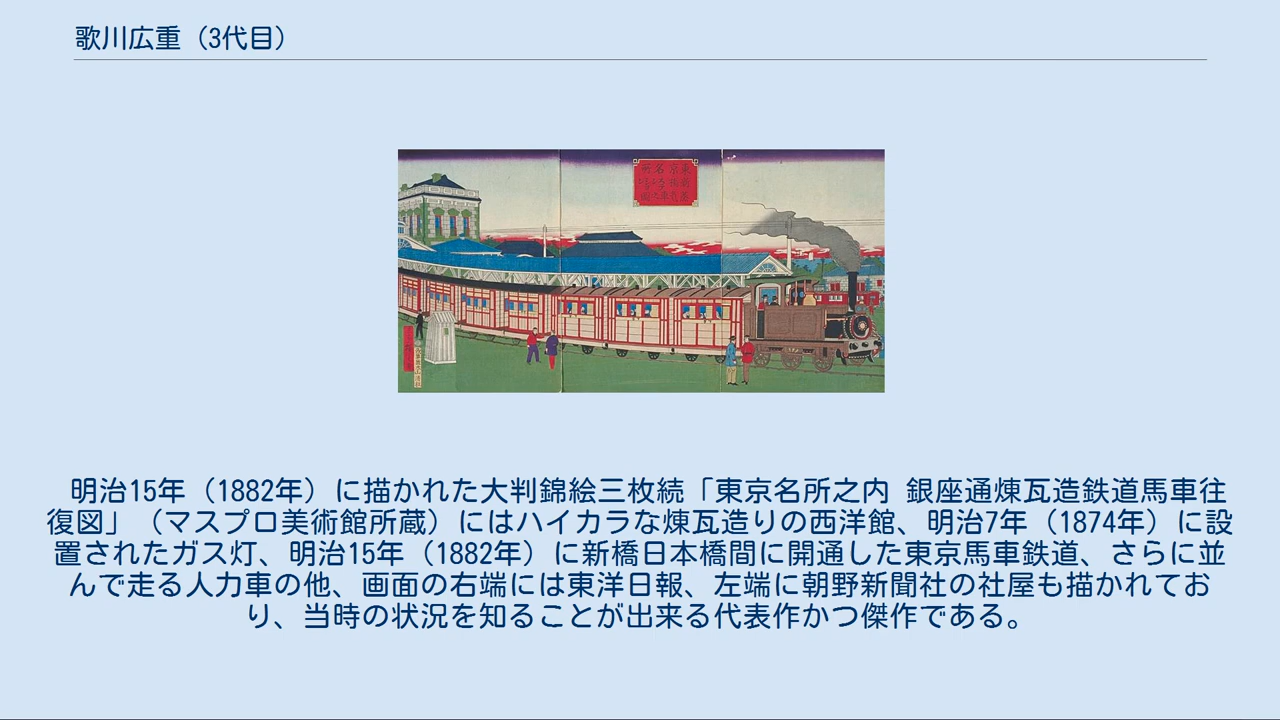 歌川広重（3代目）
東京名所
明治15年（1882年）に描かれた大判錦絵三枚続「東京名所之内 銀座通煉瓦造鉄道馬車往
復図」（マスプロ美術館所蔵）にはハイカラな煉瓦造りの西洋館、明治7年（1874年）に設
置されたガス灯、明治15年（1882年）に新橋日本橋間に開通した東京馬車鉄道、さらに並
んで走る人力車の他、画面の右端には東洋日報、左端に朝野新聞社の社屋も描かれてお
り、当時の状況を知ることが出来る代表作かつ傑作である。